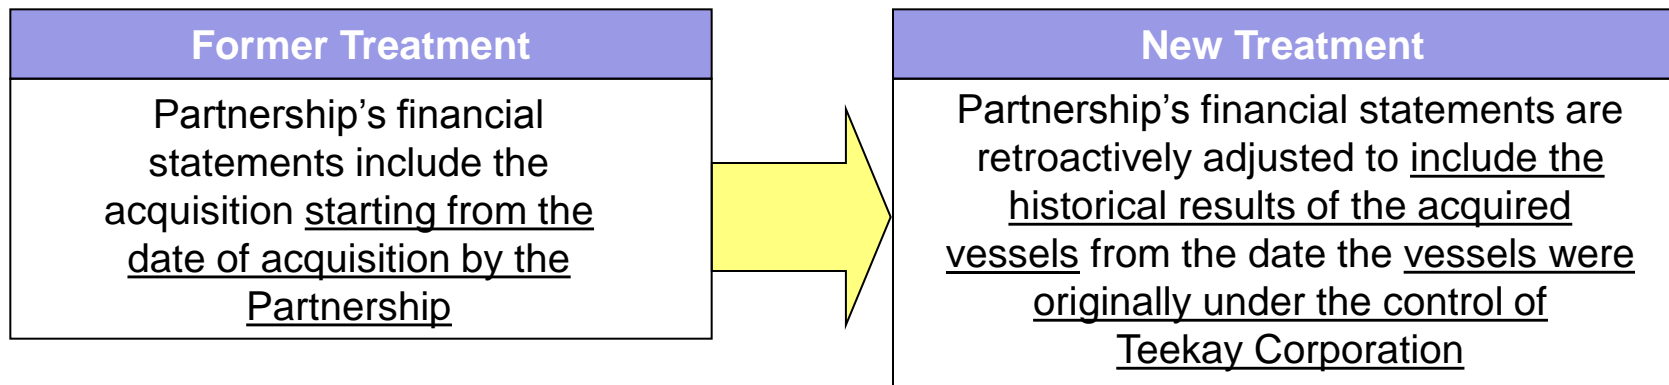 Former Treatment
Partnership’s financial
statements include the
acquisition starting from the
date of acquisition by the
Partnership
New Treatment
Partnership’s financial statements are
retroactively adjusted to include the
historical results of the acquired
vessels from the date the vessels were
originally under the control of
Teekay Corporation